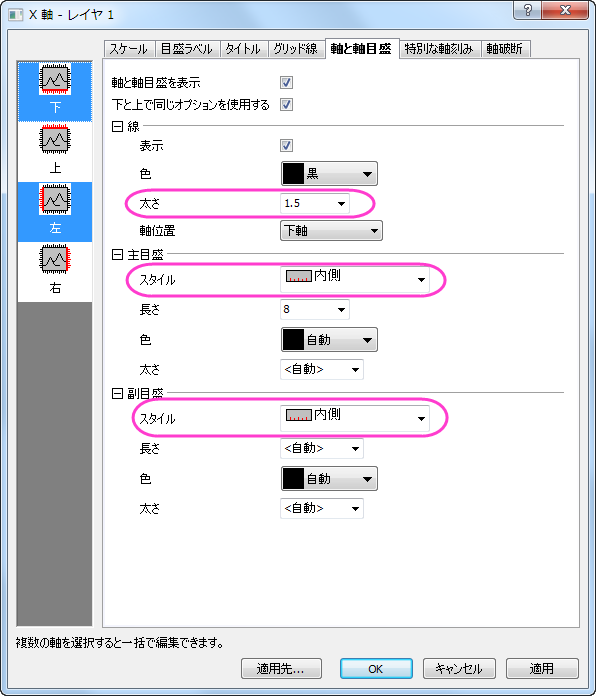 X 軸 - レイヤ 1
スケール 目盛ラベル タイトル グリッド線 軸と軸目盛 特別な軸刻み 軸破断
下
上
左
右
軸と軸目盛を表示
下と上で同じオプションを使用する
線
表示
色 黒
太さ 1.5
軸位置 下軸
主目盛
スタイル 内側
長さ 8
色 自動
太さ <自動>
副目盛
スタイル 内側
長さ <自動>
色 自動
太さ <自動>
複数の軸を選択すると一括で編集できます。
適用先... OK キャンセル 適用